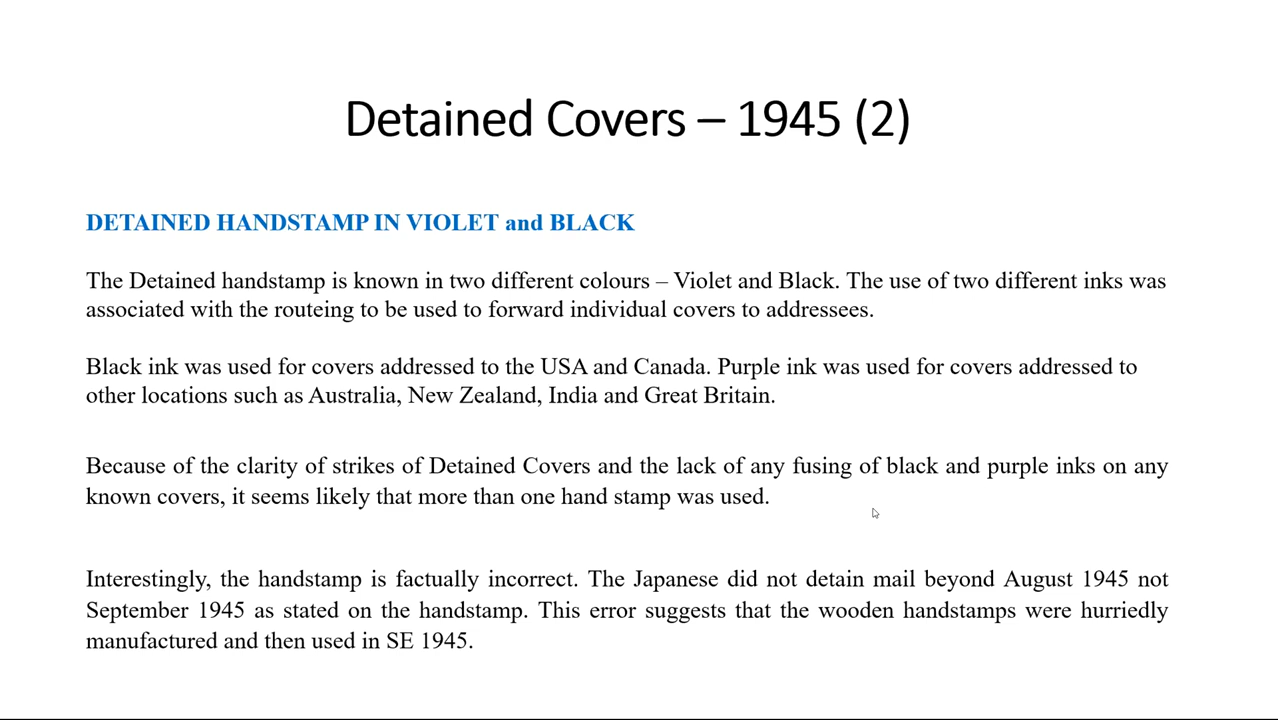 Detained Covers – 1945 (2)
DETAINED HANDSTAMP IN VIOLET and BLACK
The Detained handstamp is known in two different colours – Violet and Black. The use of two different inks was
associated with the routeing to be used to forward individual covers to addressees.
Black ink was used for covers addressed to the USA and Canada. Purple ink was used for covers addressed to
other locations such as Australia, New Zealand, India and Great Britain.
Because of the clarity of strikes of Detained Covers and the lack of any fusing of black and purple inks on any
known covers, it seems likely that more than one hand stamp was used.
Interestingly, the handstamp is factually incorrect. The Japanese did not detain mail beyond August 1945 not
September 1945 as stated on the handstamp. This error suggests that the wooden handstamps were hurriedly
manufactured and then used in SE 1945.